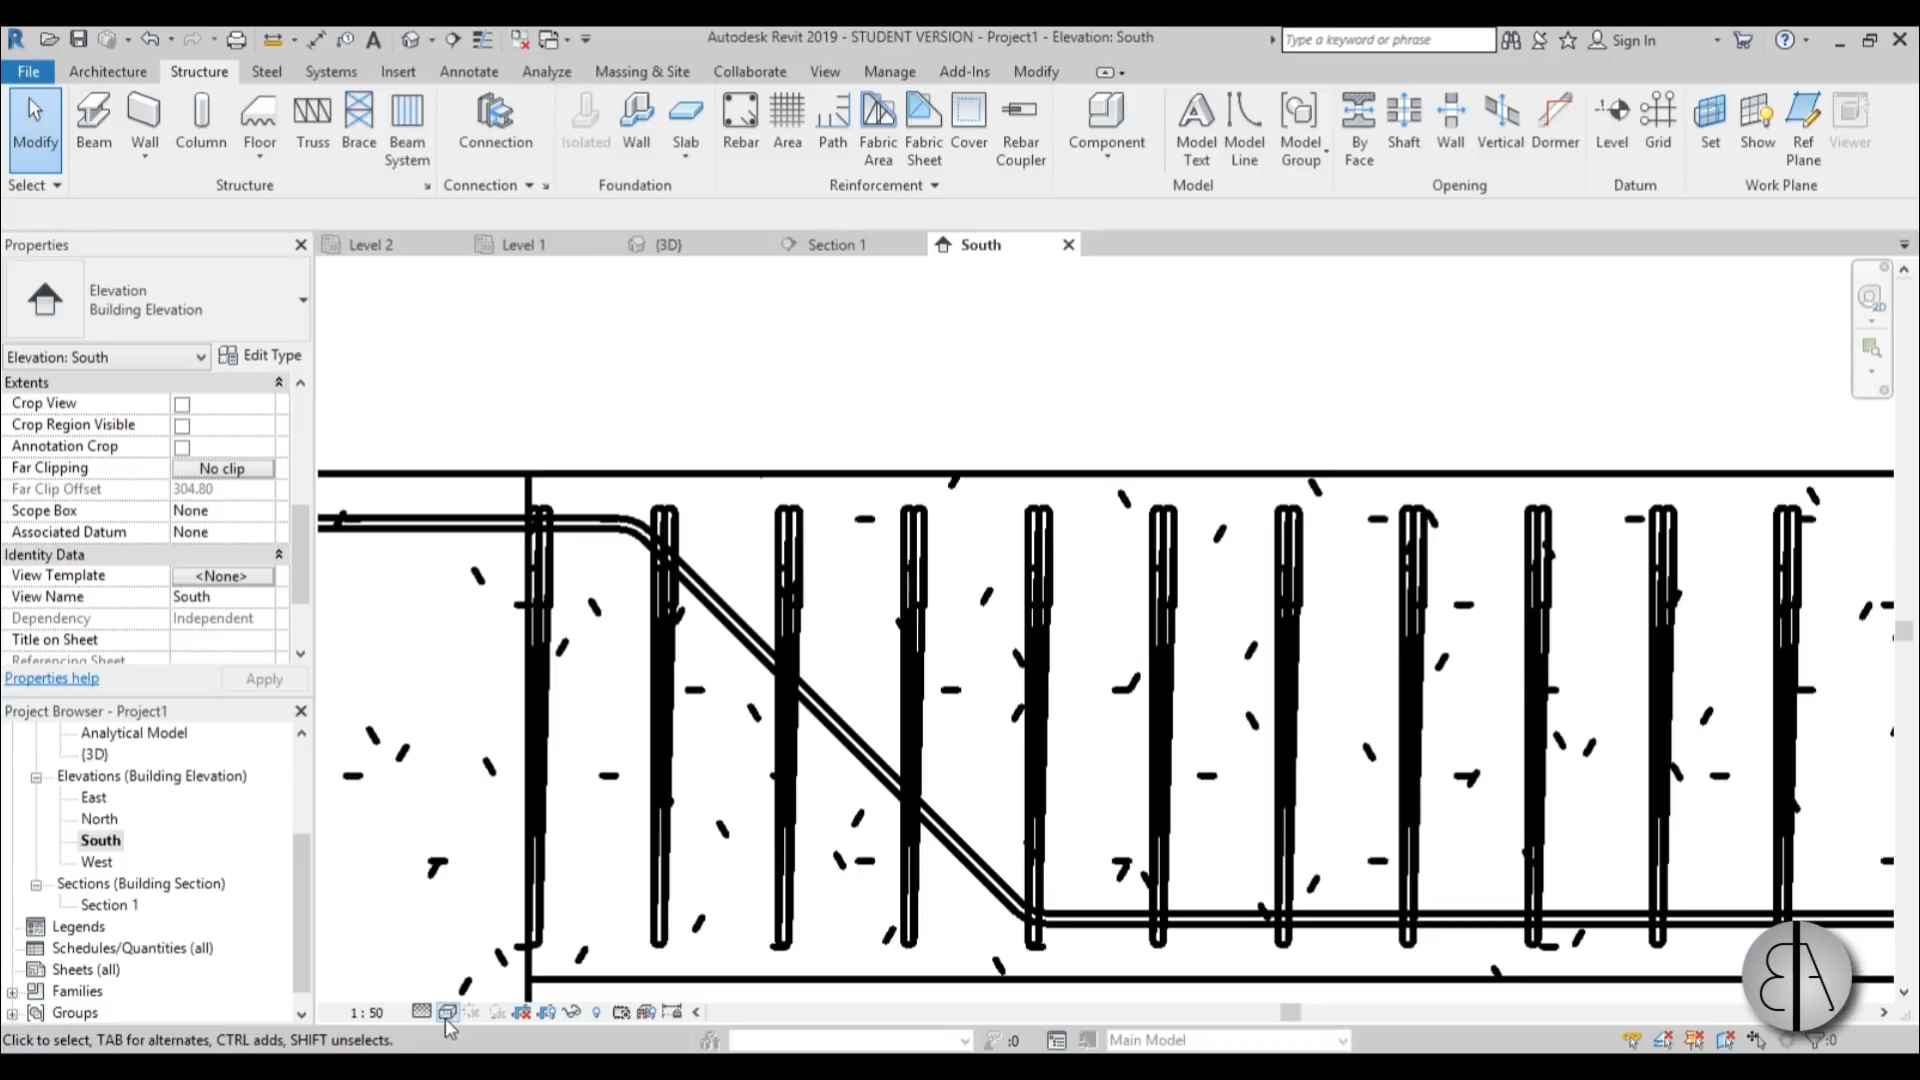 Autodesk Revit 2019 - STUDENT VERSION - Project1 - Elevation: South
Type a keyword or phrase
Sign In
File Architecture Structure Steel Systems Insert Annotate Analyze Massing & Site Collaborate View Manage Add-Ins Modify
Modify Beam Wall Column Floor Truss Brace Beam System Connection Isolated Wall Slab Rebar Area Path Fabric Area Fabric Sheet Cover Rebar Coupler Component Model Text Model Line Model Group By Face Shaft Wall Vertical Dormer Level Grid Set Show Ref Plane Viewer
Select Structure Connection Foundation Reinforcement Model Opening Datum Work Plane
Properties
Level 2 Level 1 {3D} Section 1 South
2D
Elevation
Building Elevation
Elevation: South Edit Type
Extents
Crop View
Crop Region Visible
Annotation Crop
Far Clipping No clip
Far Clip Offset 304.80
Scope Box None
Associated Datum None
Identity Data
View Template <None>
View Name South
Dependency Independent
Title on Sheet
Referencing Sheet
Properties help Apply
Project Browser - Project1
Analytical Model
{3D}
Elevations (Building Elevation)
East
North
South
West
Sections (Building Section)
Section 1
Legends
Schedules/Quantities (all)
Sheets (all)
Families
Groups
1 : 50
Click to select, TAB for alternates, CTRL adds, SHIFT unselects.
:0
Main Model
:0